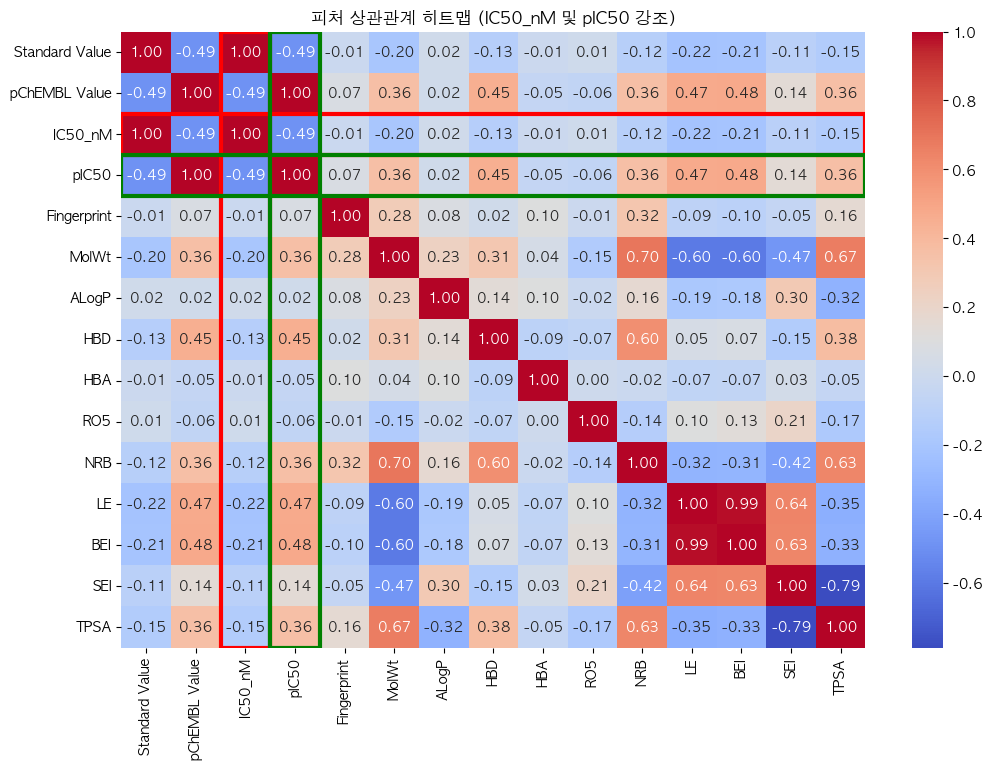 피처 상관관계 히트맵 (IC50_nM 및 pIC50 강조)
Standard Value 1.00 -0.49 1.00 -0.49 -0.01 -0.20 0.02 -0.13 -0.01 0.01 -0.12 -0.22 -0.21 -0.11 -0.15
pChEMBL Value -0.49 1.00 -0.49 1.00 0.07 0.36 0.02 0.45 -0.05 -0.06 0.36 0.47 0.48 0.14 0.36
IC50_nM 1.00 -0.49 1.00 -0.49 -0.01 -0.20 0.02 -0.13 -0.01 0.01 -0.12 -0.22 -0.21 -0.11 -0.15
pIC50 -0.49 1.00 -0.49 1.00 0.07 0.36 0.02 0.45 -0.05 -0.06 0.36 0.47 0.48 0.14 0.36
Fingerprint -0.01 0.07 -0.01 0.07 1.00 0.28 0.08 0.02 0.10 -0.01 0.32 -0.09 -0.10 -0.05 0.16
MolWt -0.20 0.36 -0.20 0.36 0.28 1.00 0.23 0.31 0.04 -0.15 0.70 -0.60 -0.60 -0.47 0.67
ALogP 0.02 0.02 0.02 0.02 0.08 0.23 1.00 0.14 0.10 -0.02 0.16 -0.19 -0.18 0.30 -0.32
HBD -0.13 0.45 -0.13 0.45 0.02 0.31 0.14 1.00 -0.09 -0.07 0.60 0.05 0.07 -0.15 0.38
HBA -0.01 -0.05 -0.01 -0.05 0.10 0.04 0.10 -0.09 1.00 0.00 -0.02 -0.07 -0.07 0.03 -0.05
RO5 0.01 -0.06 0.01 -0.06 -0.01 -0.15 -0.02 -0.07 0.00 1.00 -0.14 0.10 0.13 0.21 -0.17
NRB -0.12 0.36 -0.12 0.36 0.32 0.70 0.16 0.60 -0.02 -0.14 1.00 -0.32 -0.31 -0.42 0.63
LE -0.22 0.47 -0.22 0.47 -0.09 -0.60 -0.19 0.05 -0.07 0.10 -0.32 1.00 0.99 0.64 -0.35
BEI -0.21 0.48 -0.21 0.48 -0.10 -0.60 -0.18 0.07 -0.07 0.13 -0.31 0.99 1.00 0.63 -0.33
SEI -0.11 0.14 -0.11 0.14 -0.05 -0.47 0.30 -0.15 0.03 0.21 -0.42 0.64 0.63 1.00 -0.79
TPSA -0.15 0.36 -0.15 0.36 0.16 0.67 -0.32 0.38 -0.05 -0.17 0.63 -0.35 -0.33 -0.79 1.00
Standard Value
pChEMBL Value
IC50_nM
pIC50
Fingerprint
MolWt
ALogP
HBD
HBA
RO5
NRB
LE
BEI
SEI
TPSA
1.0
0.8
0.6
0.4
0.2
0.0
-0.2
-0.4
-0.6